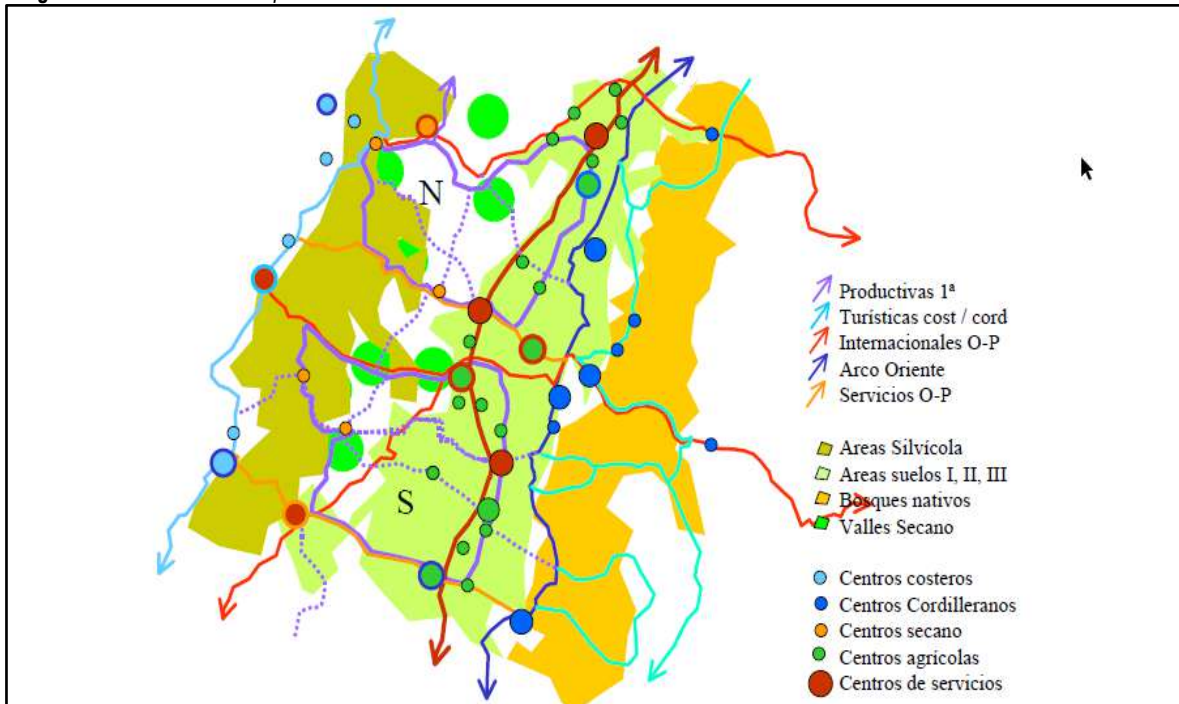 N
S
Productivas 1ª
Turísticas cost / cord
Internacionales O-P
Arco Oriente
Servicios O-P
Areas Silvícola
Areas suelos I, II, III
Bosques nativos
Valles Secano
Centros costeros
Centros Cordilleranos
Centros secano
Centros agrícolas
Centros de servicios